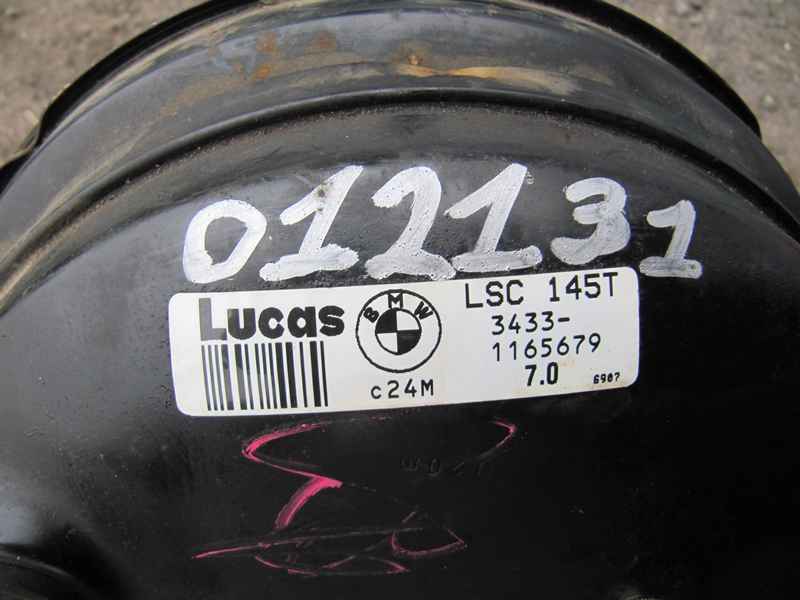 012131
Lucas
BMW
c24M
LSC 145T
3433-
1165679
7.0
6907